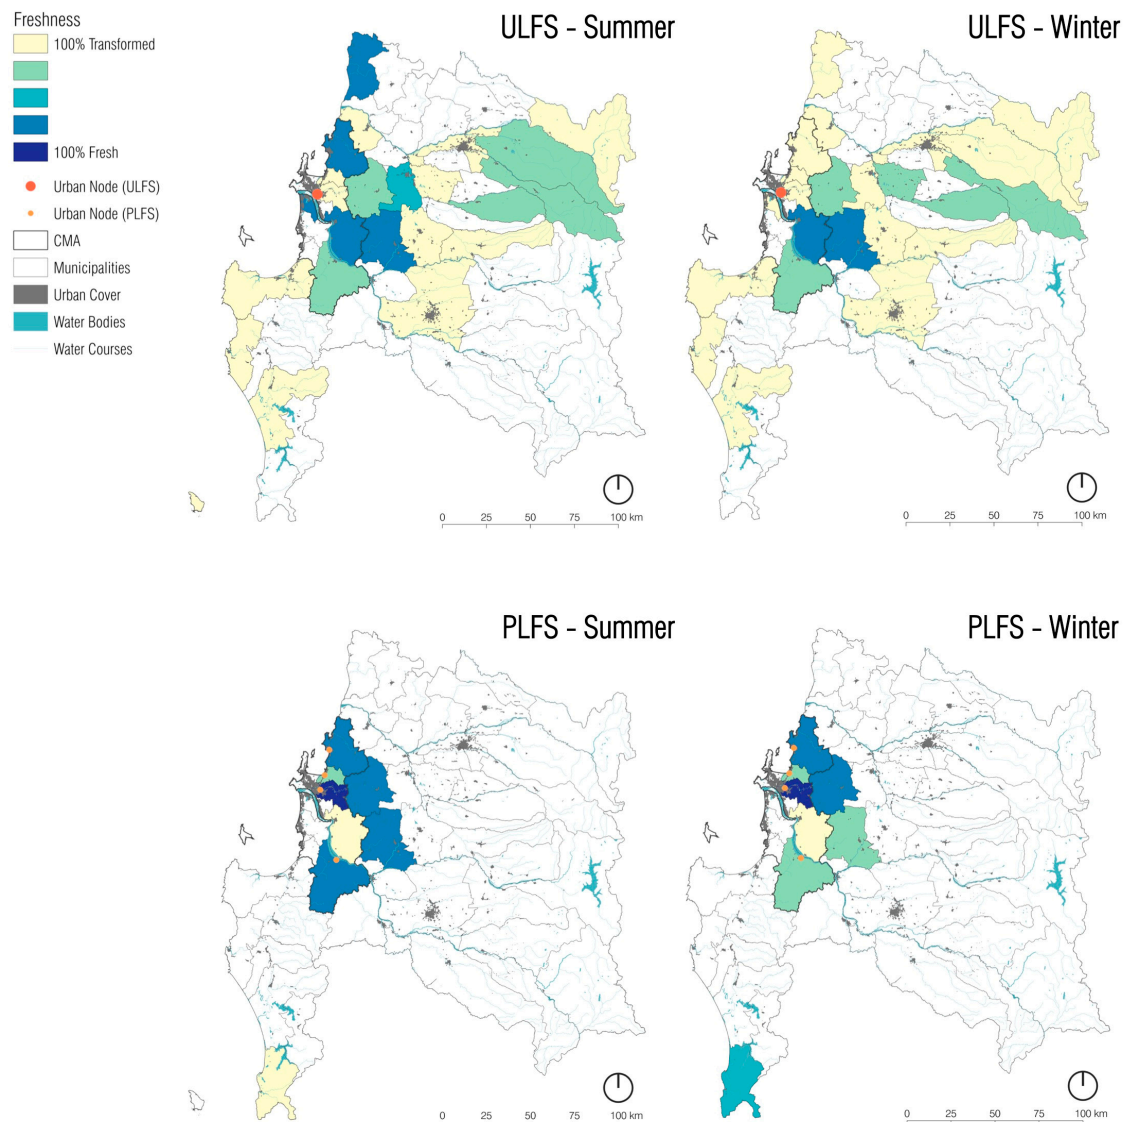 Freshness
100% Transformed
100% Fresh
Urban Node (ULFS)
Urban Node (PLFS)
CMA
Municipalities
Urban Cover
Water Bodies
Water Courses
ULFS - Summer
0 25 50 75 100 km
ULFS - Winter
0 25 50 75 100 km
PLFS - Summer
0 25 50 75 100 km
PLFS - Winter
0 25 50 75 100 km